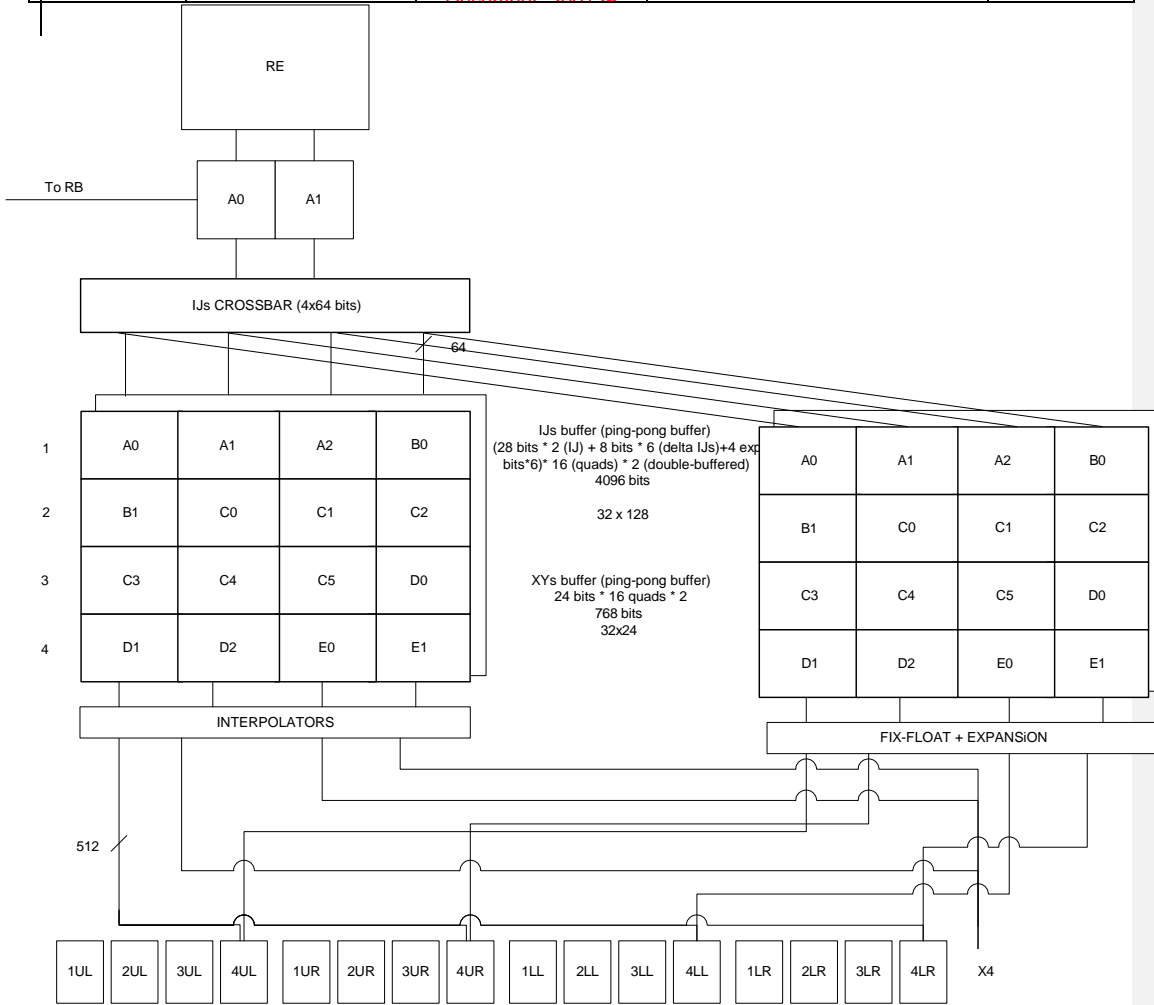 RE
To RB
A0 A1
IJs CROSSBAR (4x64 bits)
64
1 A0 A1 A2 B0
2 B1 C0 C1 C2
3 C3 C4 C5 D0
4 D1 D2 E0 E1
IJs buffer (ping-pong buffer)
(28 bits * 2 (IJ) + 8 bits * 6 (delta IJs)+4 exp
bits*6)* 16 (quads) * 2 (double-buffered)
4096 bits
32 x 128
XYs buffer (ping-pong buffer)
24 bits * 16 quads * 2
768 bits
32x24
A0 A1 A2 B0
B1 C0 C1 C2
C3 C4 C5 D0
D1 D2 E0 E1
INTERPOLATORS
FIX-FLOAT + EXPANSiON
512
1UL 2UL 3UL 4UL 1UR 2UR 3UR 4UR 1LL 2LL 3LL 4LL 1LR 2LR 3LR 4LR X4